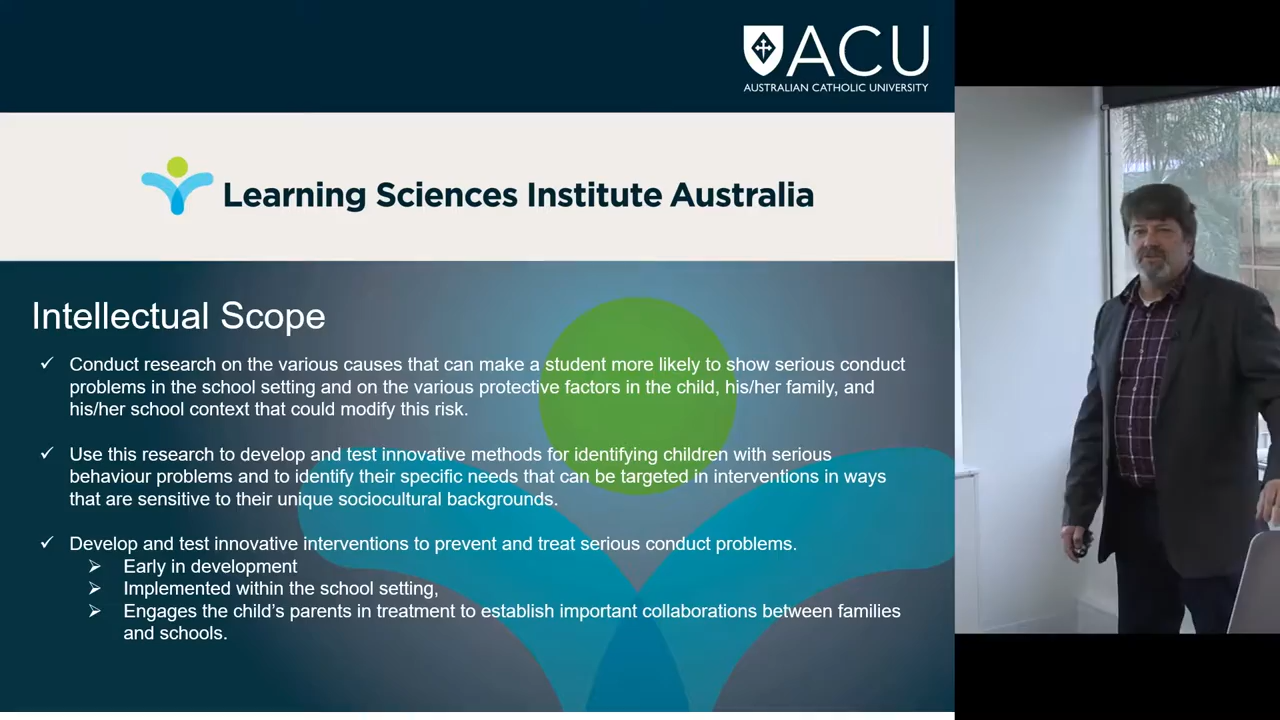 ACU
AUSTRALIAN CATHOLIC UNIVERSITY
Learning Sciences Institute Australia
Intellectual Scope
✓ Conduct research on the various causes that can make a student more likely to show serious conduct
problems in the school setting and on the various protective factors in the child, his/her family, and
his/her school context that could modify this risk.
✓ Use this research to develop and test innovative methods for identifying children with serious
behaviour problems and to identify their specific needs that can be targeted in interventions in ways
that are sensitive to their unique sociocultural backgrounds.
✓ Develop and test innovative interventions to prevent and treat serious conduct problems.
➢ Early in development
➢ Implemented within the school setting,
➢ Engages the child’s parents in treatment to establish important collaborations between families
and schools.